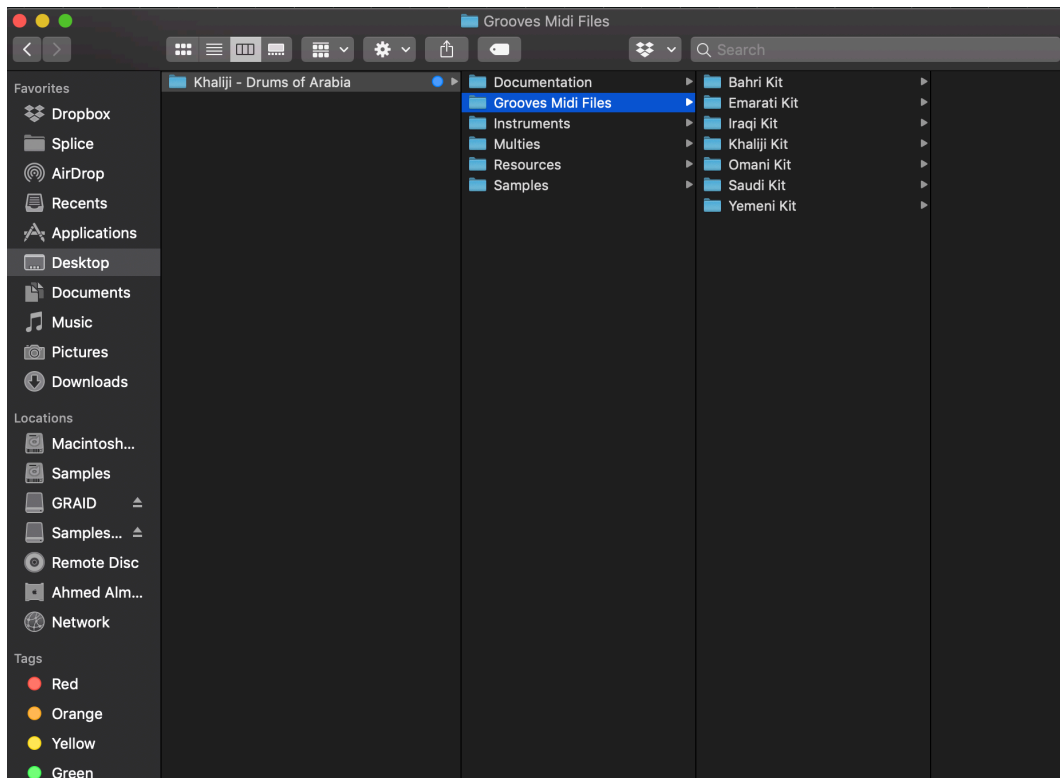 Grooves Midi Files
Search
Favorites
Dropbox
Splice
AirDrop
Recents
Applications
Desktop
Documents
Music
Pictures
Downloads
Locations
Macintosh...
Samples
GRAID
Samples...
Remote Disc
Ahmed Alm...
Network
Tags
Red
Orange
Yellow
Green
Khaliji - Drums of Arabia
Documentation
Grooves Midi Files
Instruments
Multies
Resources
Samples
Bahri Kit
Emarati Kit
Iraqi Kit
Khaliji Kit
Omani Kit
Saudi Kit
Yemeni Kit